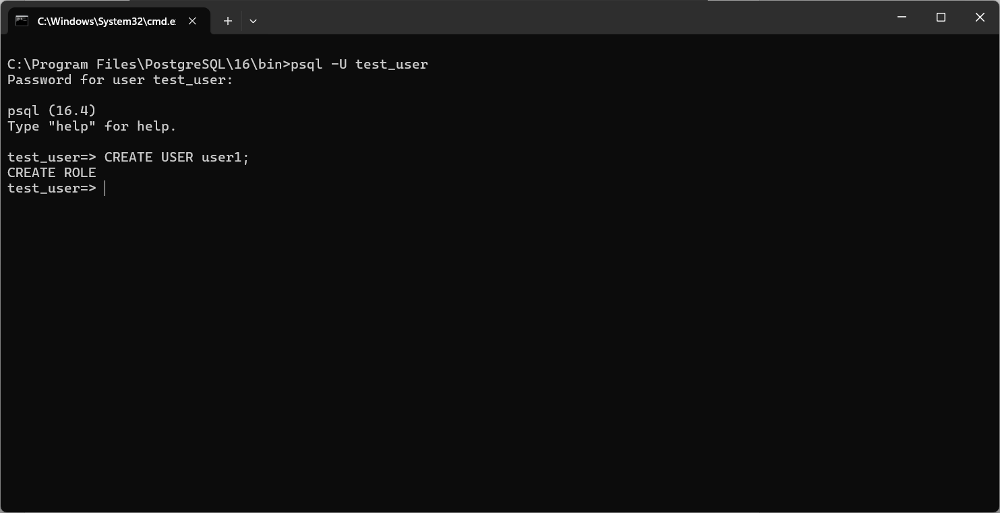 C:\Windows\System32\cmd.e
C:\Program Files\PostgreSQL\16\bin>psql -U test_user
Password for user test_user:
psql (16.4)
Type "help" for help.
test_user=> CREATE USER user1;
CREATE ROLE
test_user=>